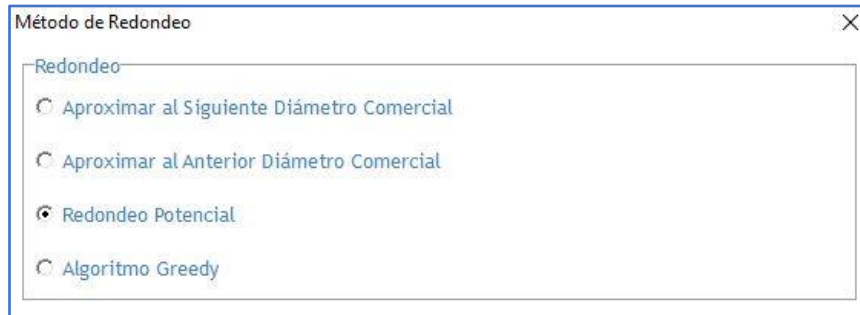 Método de Redondeo
Redondeo
Aproximar al Siguiente Diámetro Comercial
Aproximar al Anterior Diámetro Comercial
Redondeo Potencial
Algoritmo Greedy